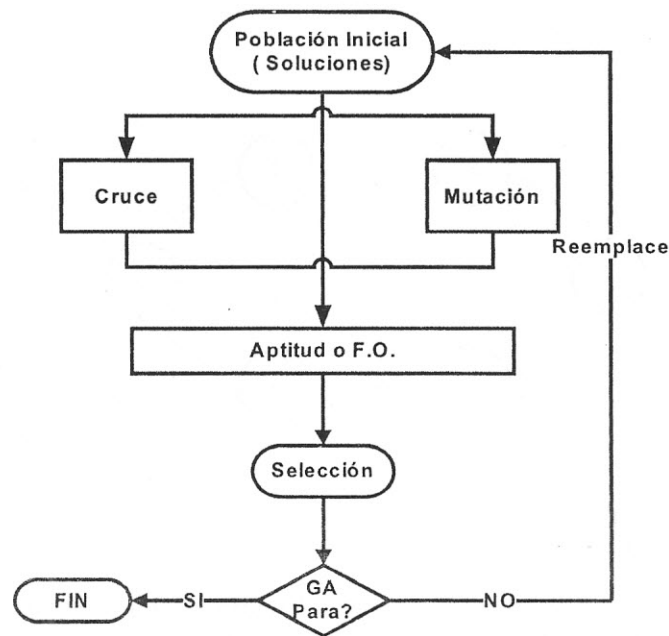 Población Inicial
( Soluciones)
Cruce
Mutación
Reemplace
Aptitud o F.O.
Selección
GA
Para?
FIN
SI
NO